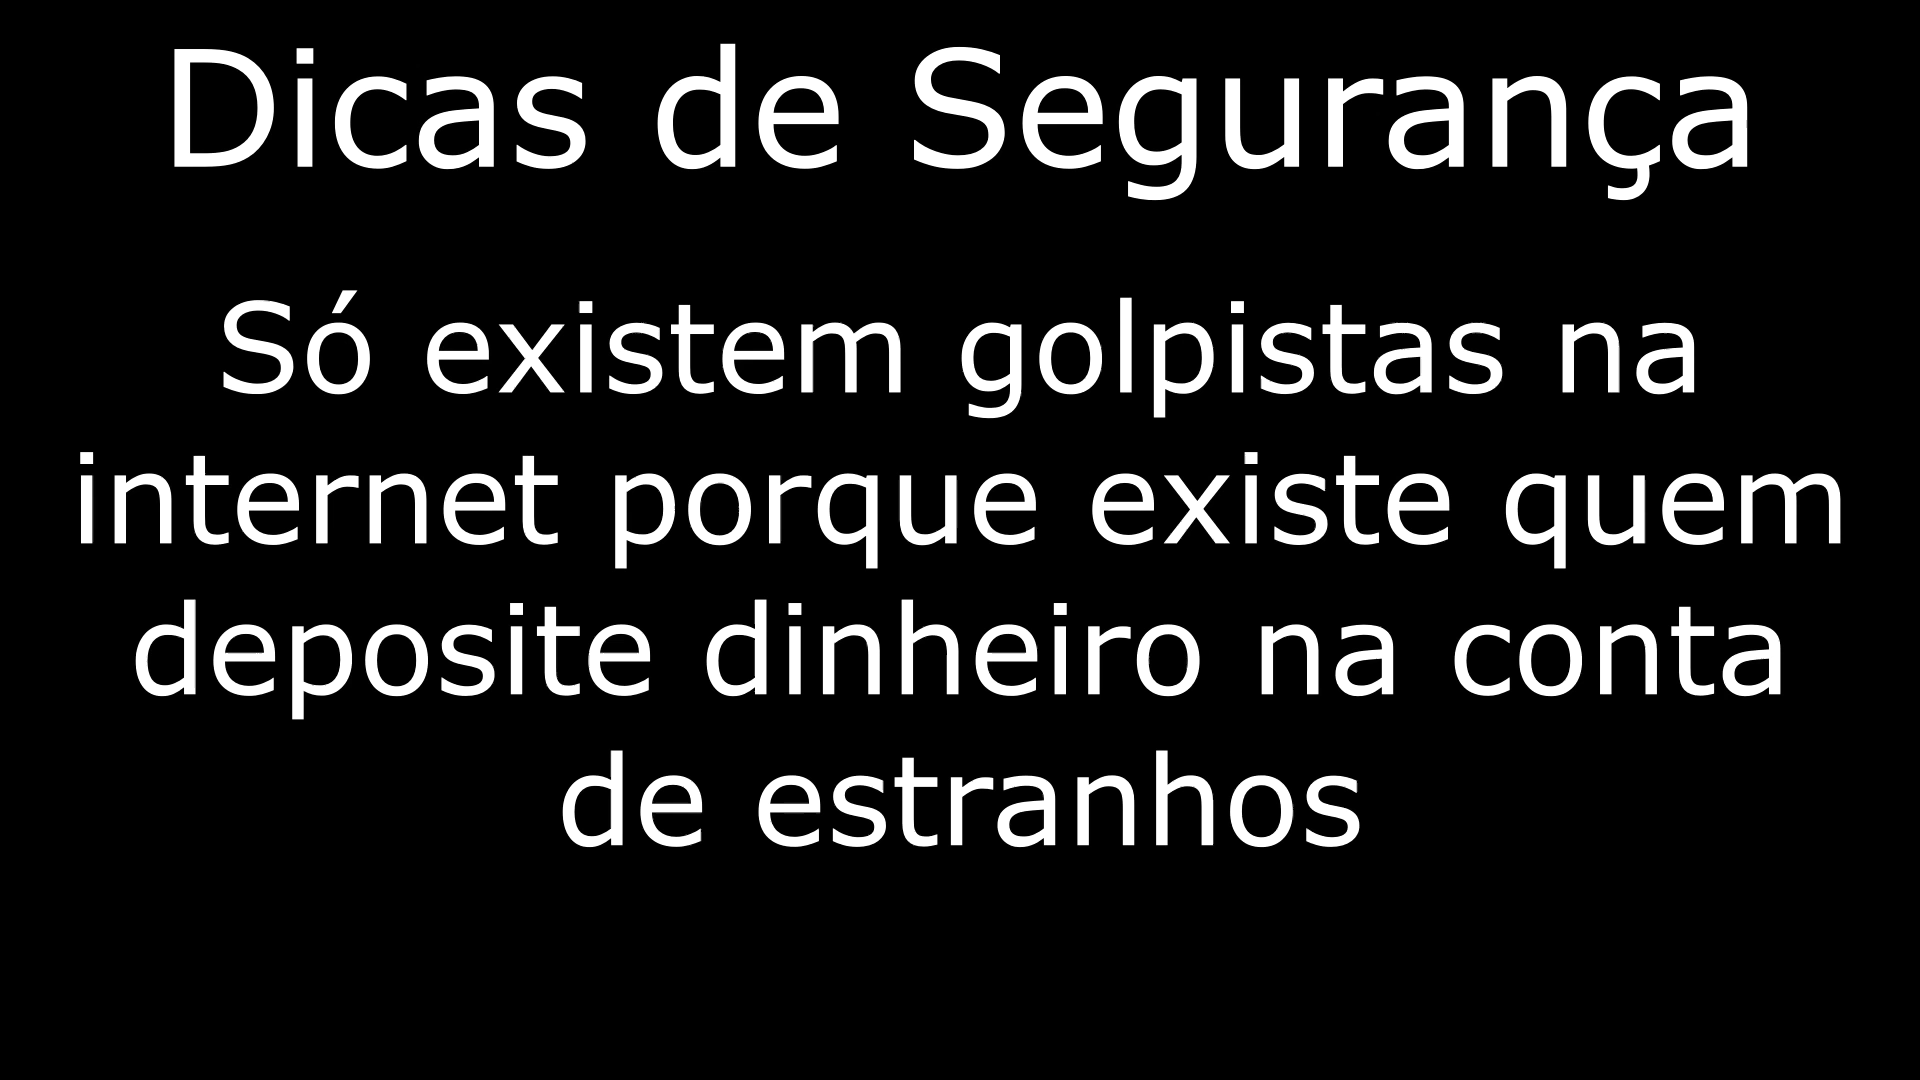 Dicas de Segurança
Só existem golpistas na
internet porque existe quem
deposite dinheiro na conta
de estranhos